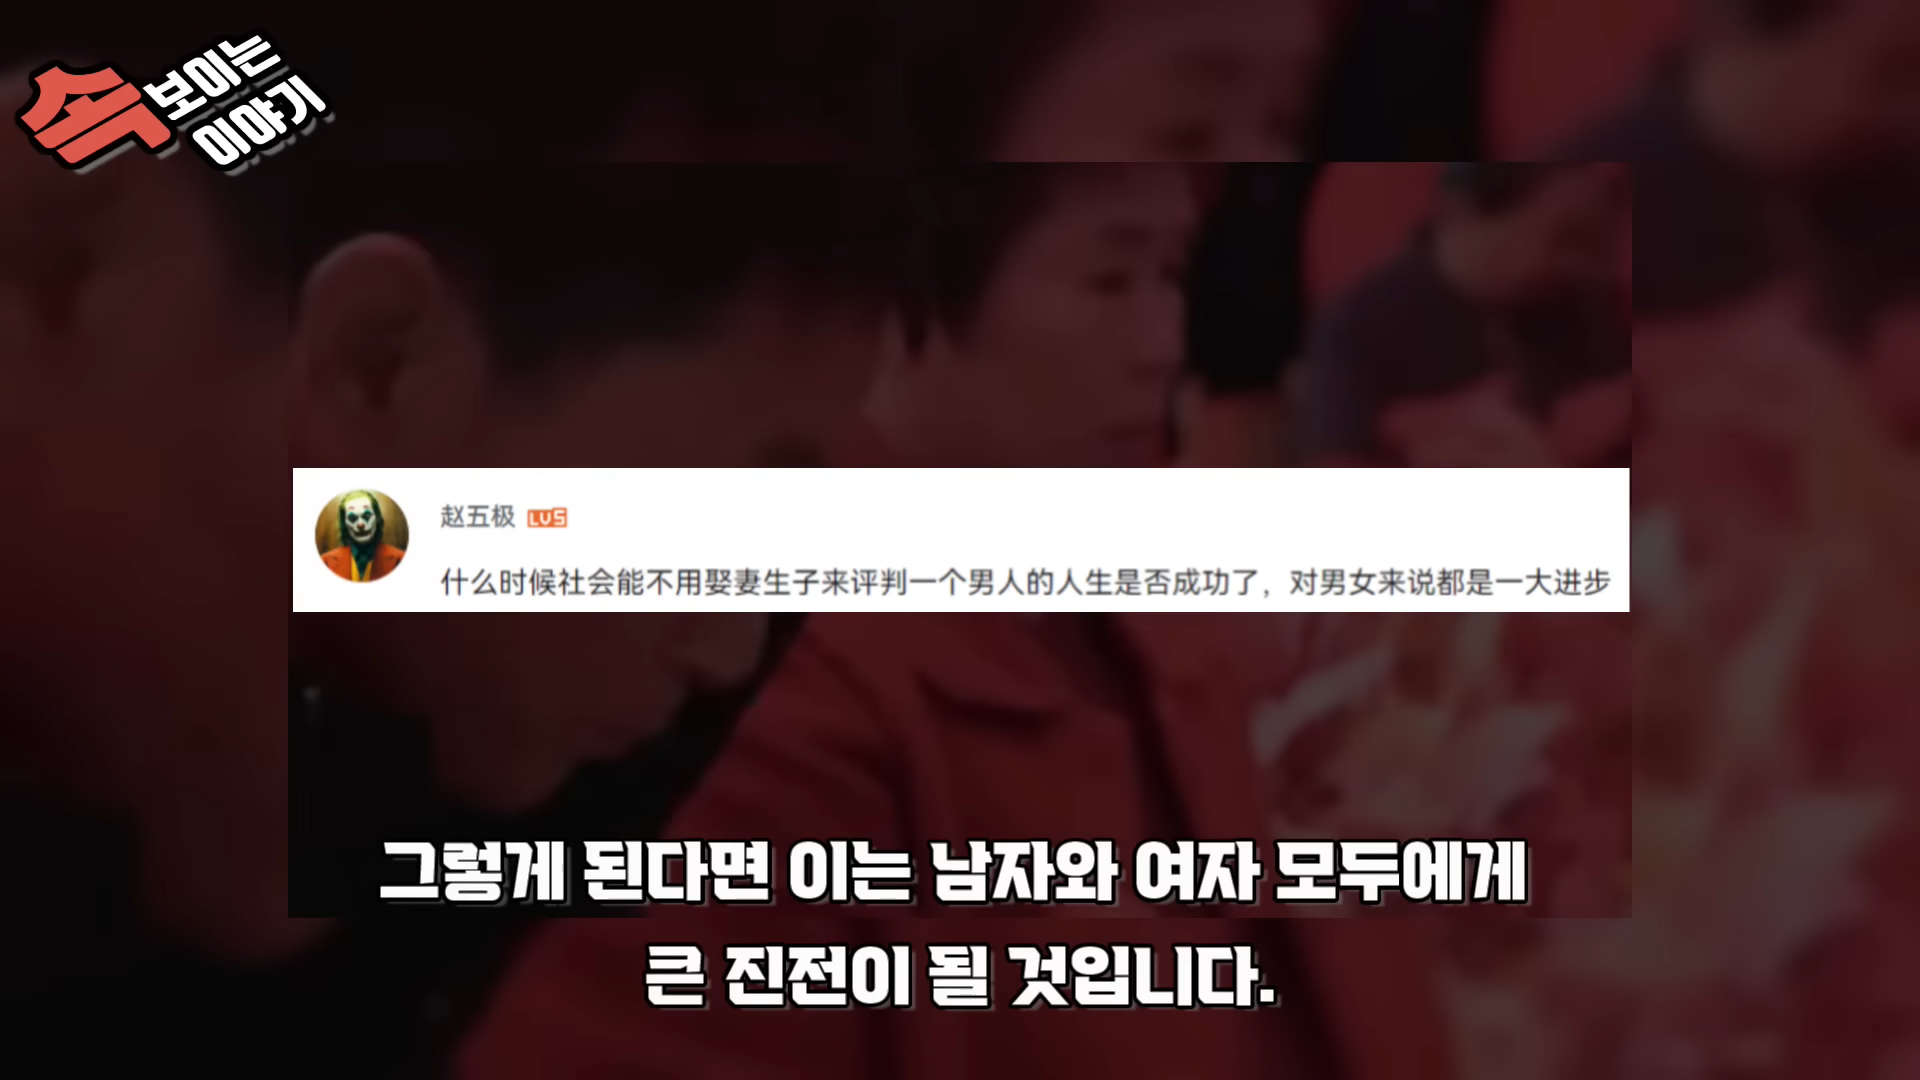 속보이는
이야기
赵五极 LV5
什么时候社会能不用娶妻生子来评判一个男人的人生是否成功了，对男女来说都是一大进步
그렇게 된다면 이는 남자와 여자 모두에게
큰 진전이 될 것입니다.